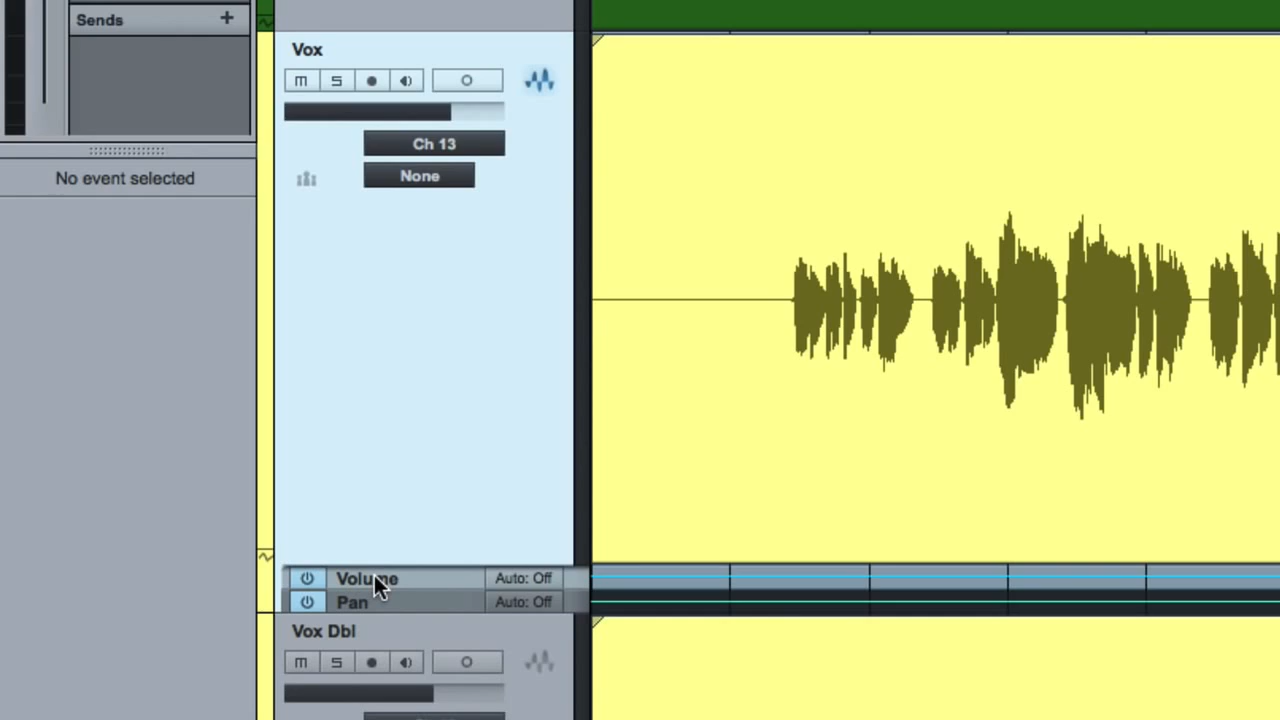 Sends +
Vox
m S
Ch 13
None
No event selected
Volume Auto: Off
Pan Auto: Off
Vox Dbl
m S